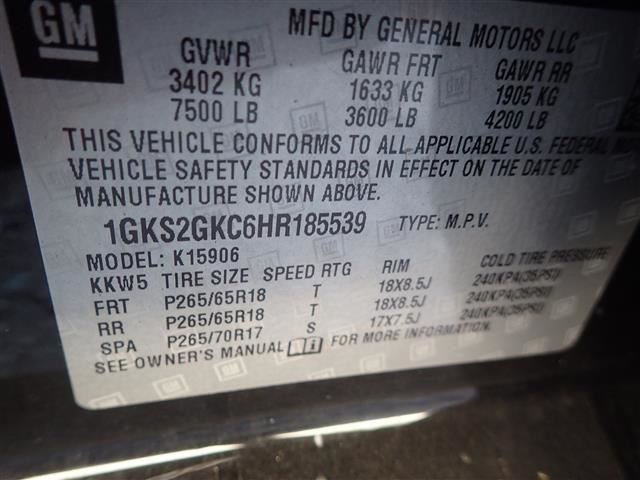 GM
MFD BY GENERAL MOTORS LLC
GVWR GAWR FRT GAWR RR
3402 KG 1633 KG 1905 KG
7500 LB 3600 LB 4200 LB
THIS VEHICLE CONFORMS TO ALL APPLICABLE U.S. FEDERAL
VEHICLE SAFETY STANDARDS IN EFFECT ON THE DATE OF
MANUFACTURE SHOWN ABOVE.
1GKS2GKC6HR185539 TYPE: M.P.V.
MODEL: K15906
KKW5 TIRE SIZE SPEED RTG RIM COLD TIRE PRESSURE
FRT P265/65R18 T 18X8.5J 240KPA(35PSI)
RR P265/65R18 T 18X8.5J 240KPA(35PSI)
SPA P265/70R17 S 17X7.5J 240KPA(35PSI)
SEE OWNER'S MANUAL i FOR MORE INFORMATION.